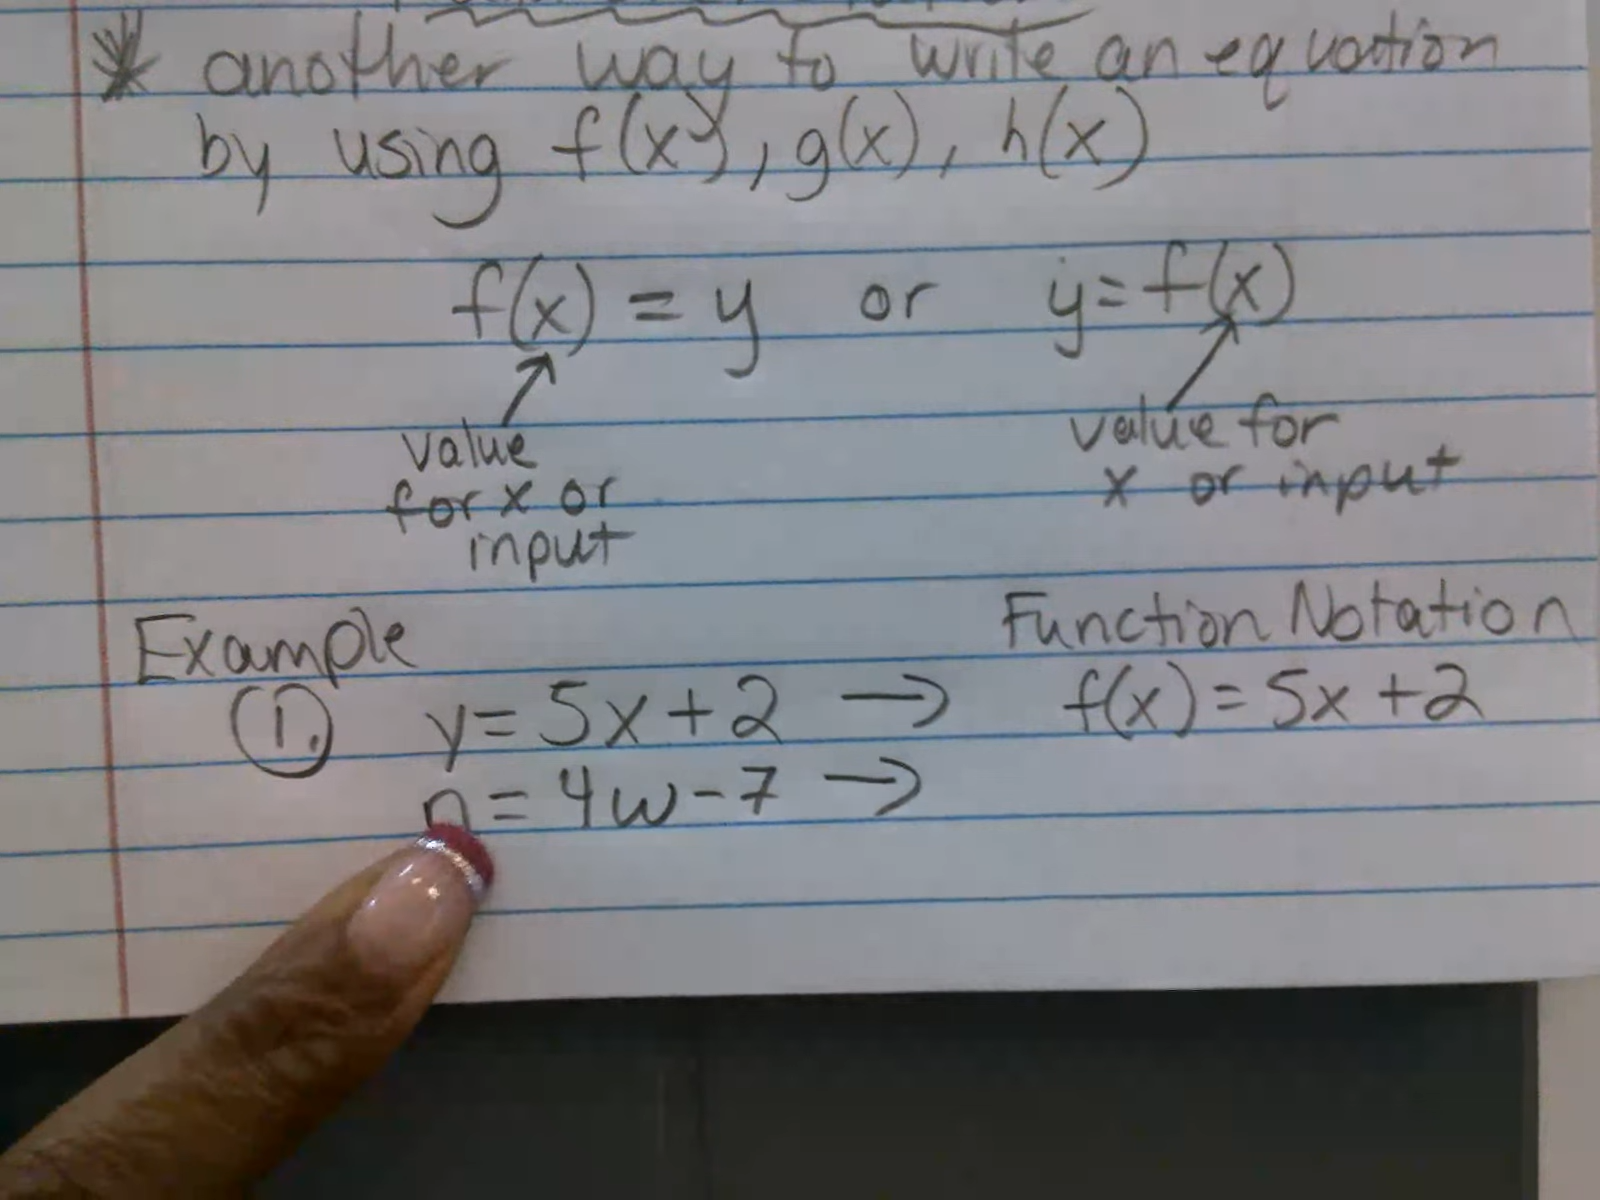 * another way to write an equation
by using f(x), g(x), h(x)
f(x) = y or y = f(x)
value value for
for x or x or input
input
Example Function Notation
1. y = 5x + 2 → f(x) = 5x + 2
n = 4w - 7 →